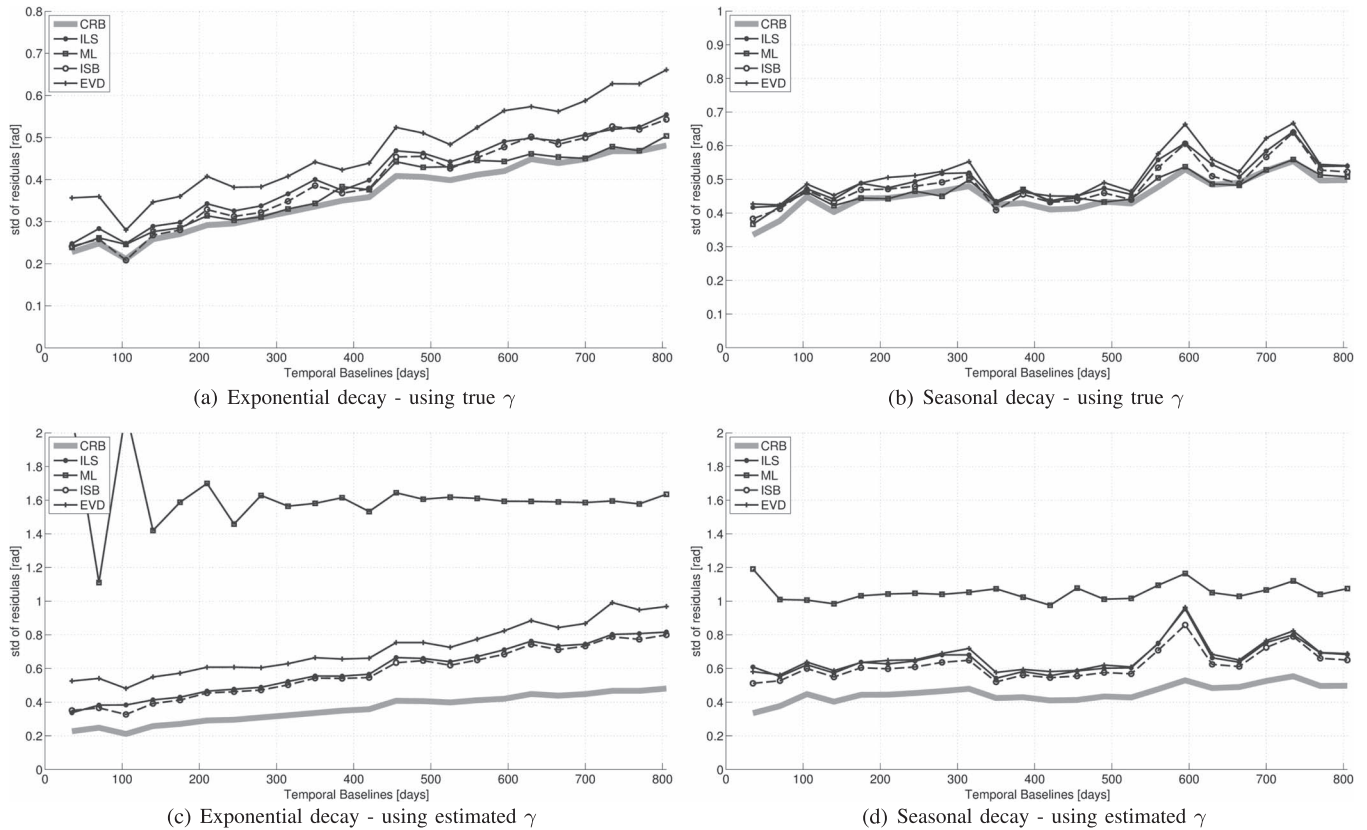 0.8
0.7
0.6
0.5
0.4
0.3
0.2
0.1
0
std of residulas [rad]
CRB
ILS
ML
ISB
EVD
0 100 200 300 400 500 600 700 800
Temporal Baselines [days]
(a) Exponential decay - using true γ
1
0.9
0.8
0.7
0.6
0.5
0.4
0.3
0.2
0.1
0
std of residulas [rad]
CRB
ILS
ML
ISB
EVD
0 100 200 300 400 500 600 700 800
Temporal Baselines [days]
(b) Seasonal decay - using true γ
2
1.8
1.6
1.4
1.2
1
0.8
0.6
0.4
0.2
0
std of residulas [rad]
CRB
ILS
ML
ISB
EVD
0 100 200 300 400 500 600 700 800
Temporal Baselines [days]
(c) Exponential decay - using estimated γ
2
1.8
1.6
1.4
1.2
1
0.8
0.6
0.4
0.2
0
std of residulas [rad]
CRB
ILS
ML
ISB
EVD
0 100 200 300 400 500 600 700 800
Temporal Baselines [days]
(d) Seasonal decay - using estimated γ